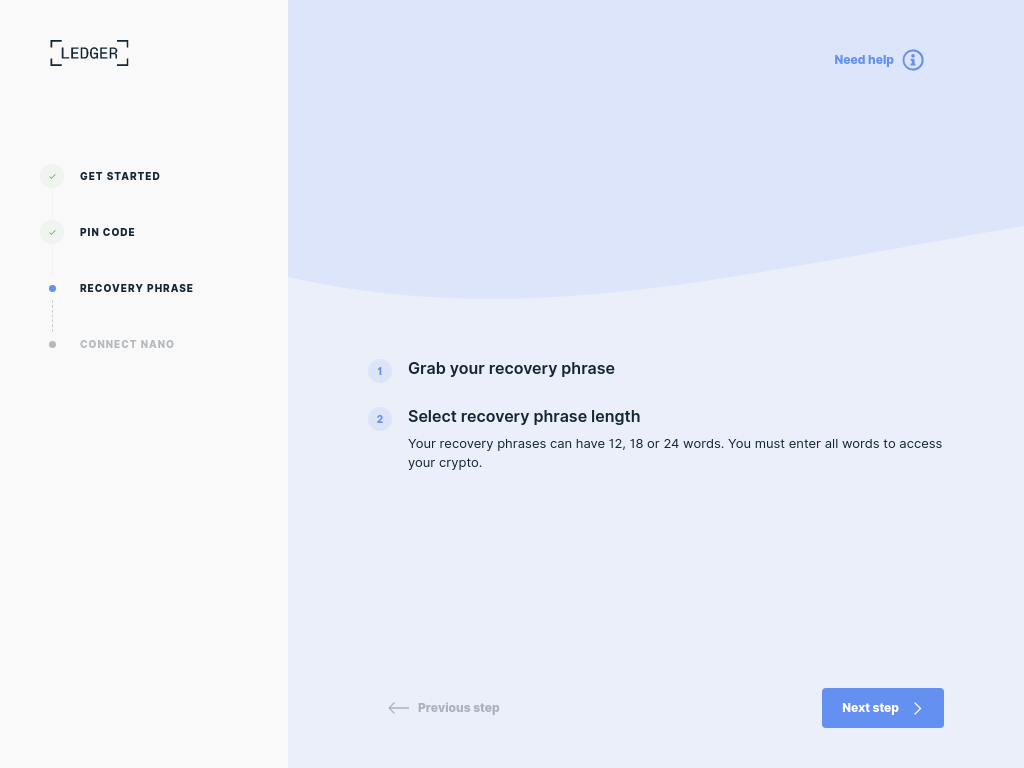 LEDGER
Need help
GET STARTED
PIN CODE
RECOVERY PHRASE
CONNECT NANO
1
Grab your recovery phrase
2
Select recovery phrase length
Your recovery phrases can have 12, 18 or 24 words. You must enter all words to access
your crypto.
Previous step
Next step